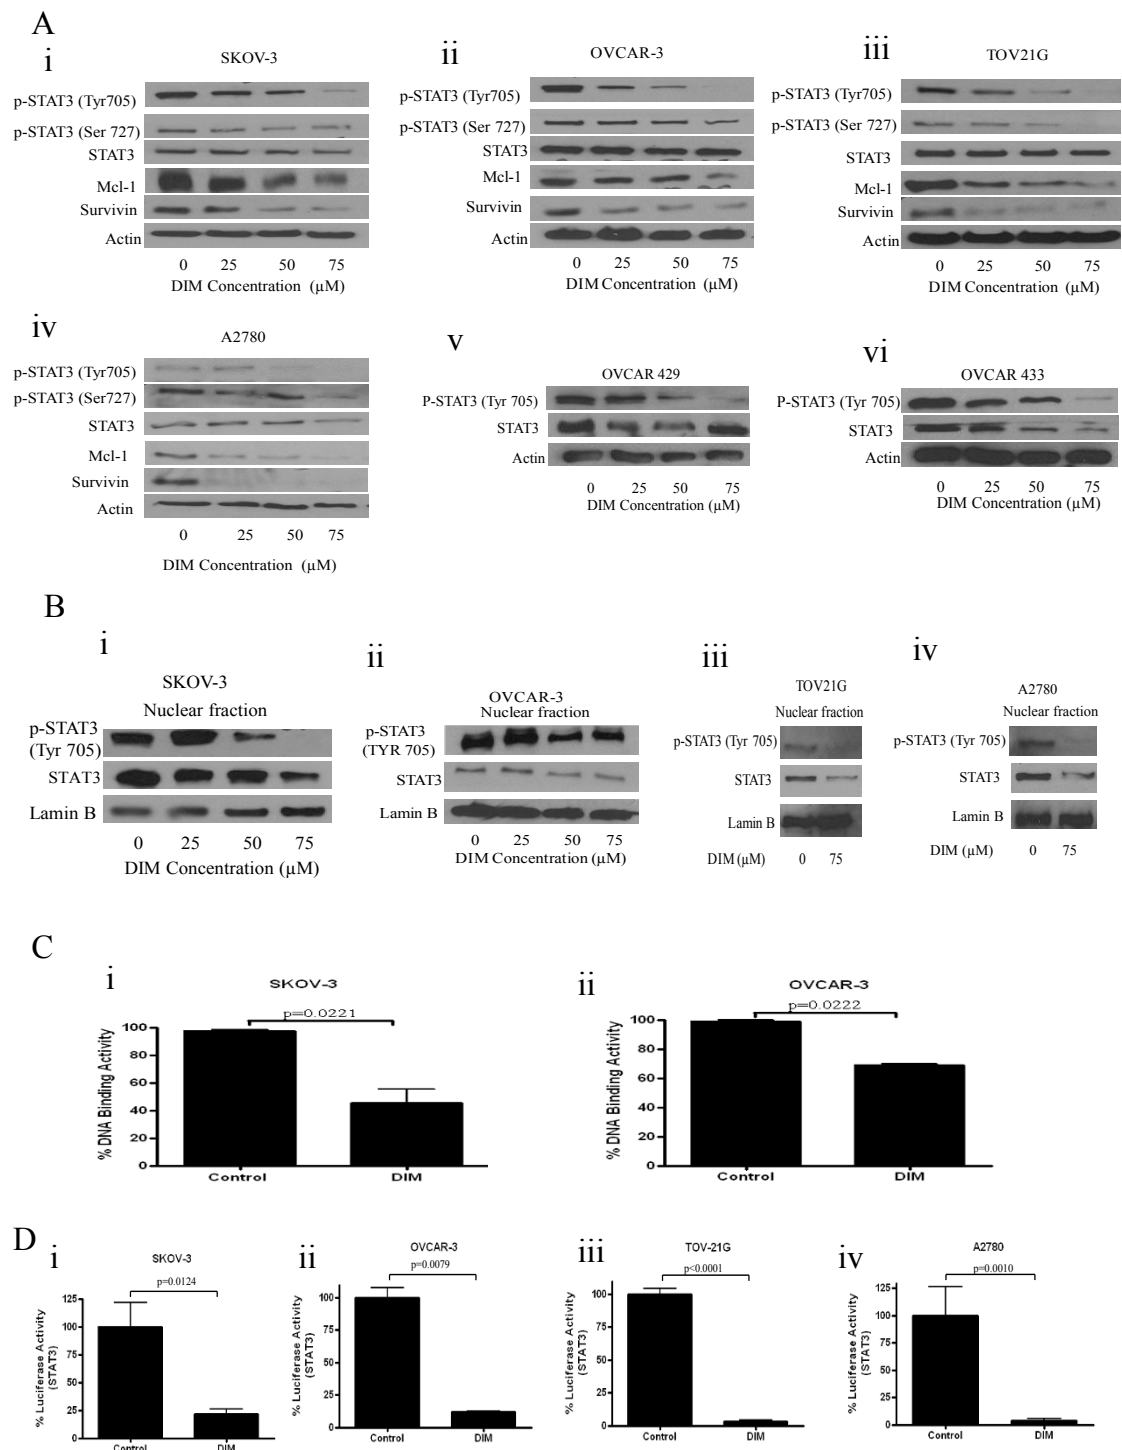 A
i
SKOV-3
p-STAT3 (Tyr705)
p-STAT3 (Ser 727)
STAT3
Mcl-1
Survivin
Actin
0 25 50 75
DIM Concentration (µM)
ii
OVCAR-3
p-STAT3 (Tyr705)
p-STAT3 (Ser 727)
STAT3
Mcl-1
Survivin
Actin
0 25 50 75
DIM Concentration (µM)
iii
TOV21G
p-STAT3 (Tyr705)
p-STAT3 (Ser 727)
STAT3
Mcl-1
Survivin
Actin
0 25 50 75
DIM Concentration (µM)
iv
A2780
p-STAT3 (Tyr705)
p-STAT3 (Ser727)
STAT3
Mcl-1
Survivin
Actin
0 25 50 75
DIM Concentration (µM)
v
OVCAR 429
P-STAT3 (Tyr 705)
STAT3
Actin
0 25 50 75
DIM Concentration (µM)
vi
OVCAR 433
P-STAT3 (Tyr 705)
STAT3
Actin
0 25 50 75
DIM Concentration (µM)
B
i
SKOV-3
Nuclear fraction
p-STAT3
(Tyr 705)
STAT3
Lamin B
0 25 50 75
DIM Concentration (µM)
ii
OVCAR-3
Nuclear fraction
p-STAT3
(TYR 705)
STAT3
Lamin B
0 25 50 75
DIM Concentration (µM)
iii
TOV21G
Nuclear fraction
p-STAT3 (Tyr 705)
STAT3
Lamin B
DIM (µM) 0 75
iv
A2780
Nuclear fraction
p-STAT3 (Tyr 705)
STAT3
Lamin B
DIM (µM) 0 75
C
i
SKOV-3
p=0.0221
% DNA Binding Activity
100
80
60
40
20
0
Control DIM
ii
OVCAR-3
p=0.0222
% DNA Binding Activity
100
80
60
40
20
0
Control DIM
D
i
SKOV-3
p=0.0124
% Luciferase Activity
(STAT3)
125
100
75
50
25
0
Control DIM
ii
OVCAR-3
p=0.0079
% Luciferase Activity
(STAT3)
100
75
50
25
0
Control DIM
iii
TOV-21G
p<0.0001
% Luciferase Activity
(STAT3)
100
75
50
25
0
Control DIM
iv
A2780
p=0.0010
% Luciferase Activity
(STAT3)
125
100
75
50
25
0
Control DIM